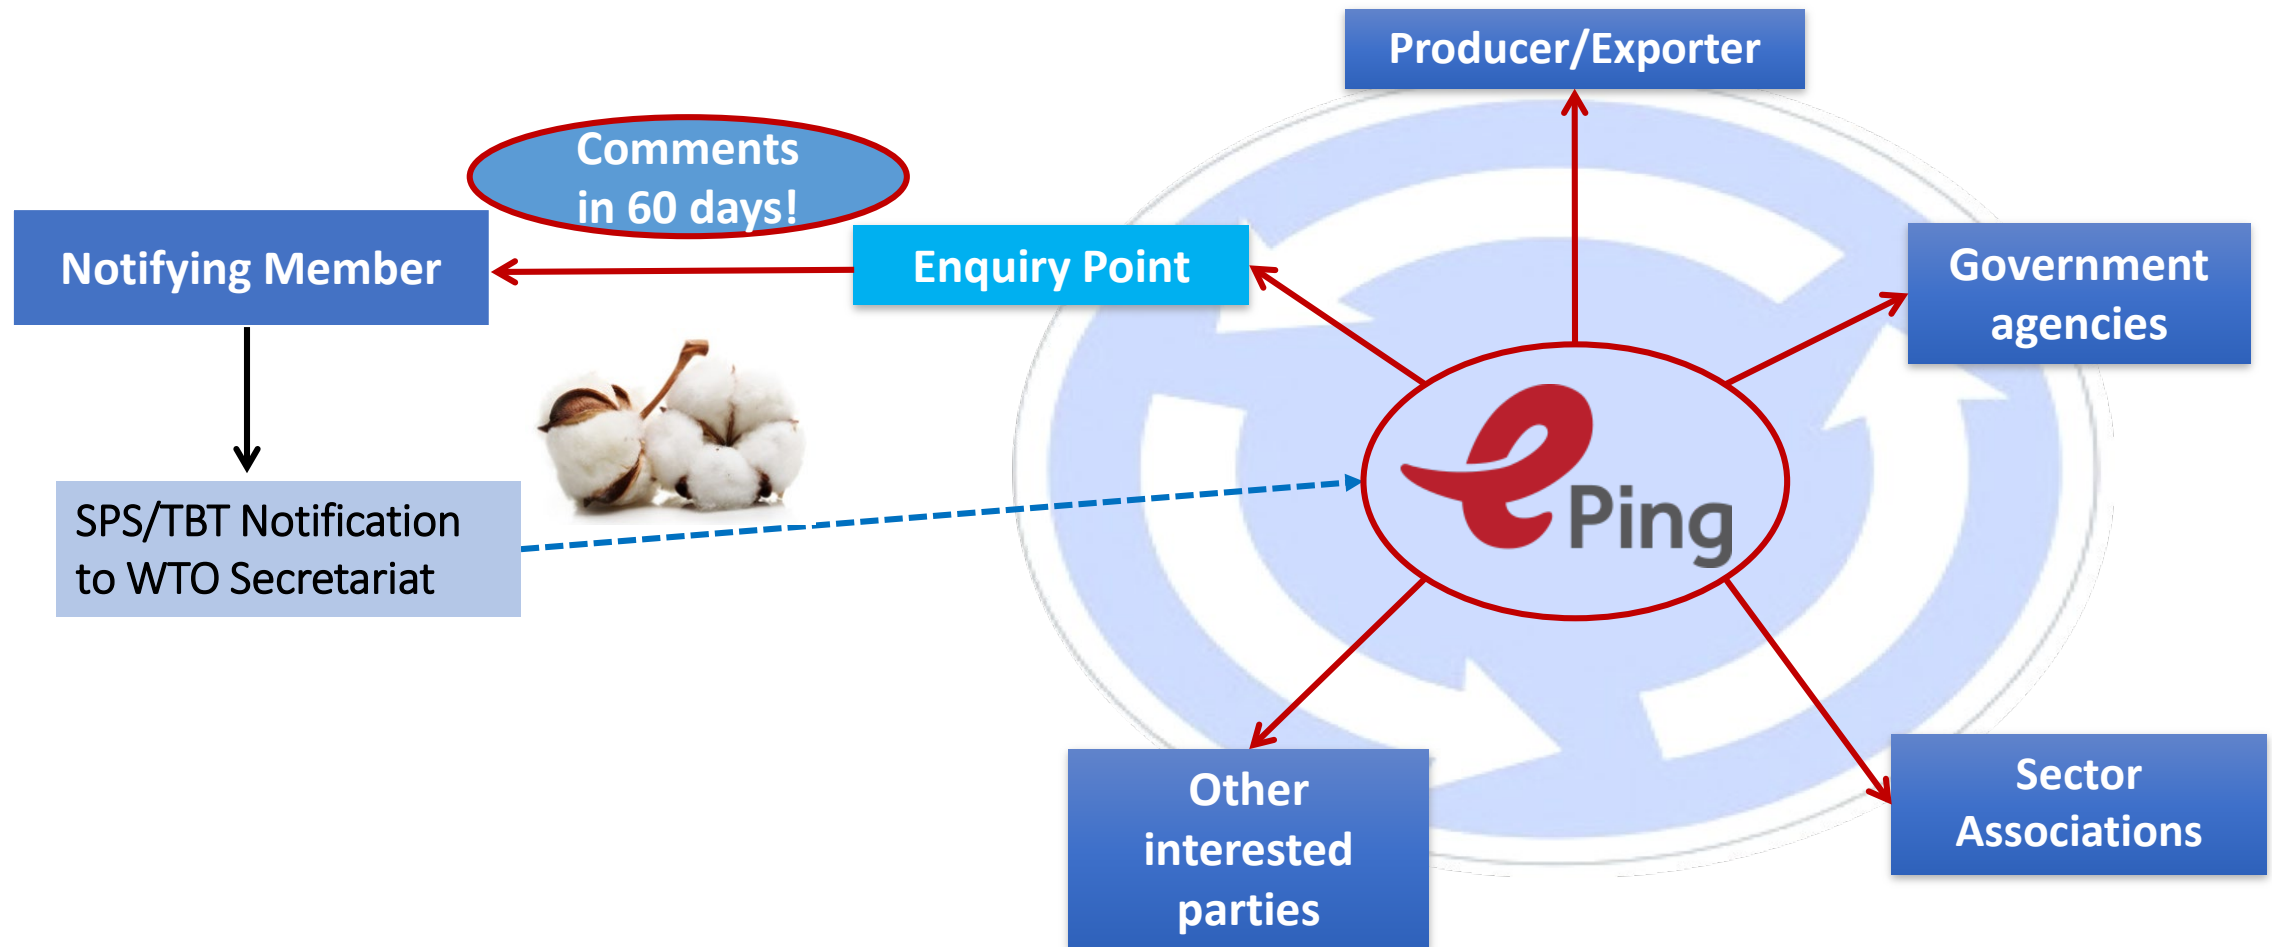 Producer/Exporter
Comments
in 60 days!
Notifying Member
Enquiry Point
Government
agencies
SPS/TBT Notification
to WTO Secretariat
e
Ping
Other
interested
parties
Sector
Associations